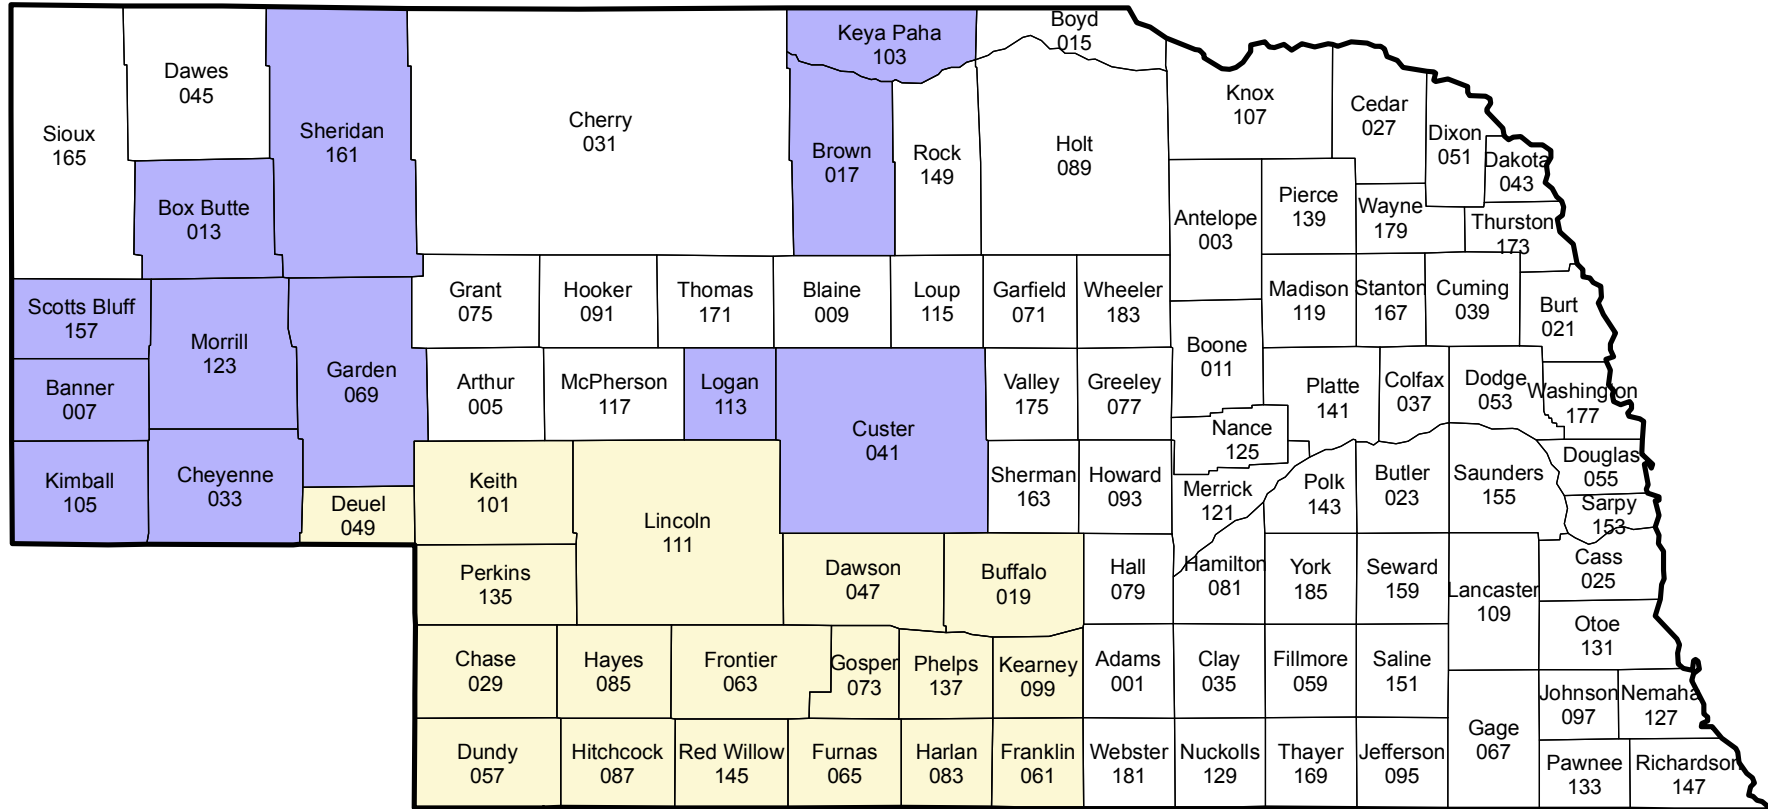 Boyd
015
Keya Paha
103
Dawes
045
Knox
107
Cedar
027
Cherry
031
Sheridan
161
Sioux
165
Dixon
051
Holt
089
Brown
017
Rock
149
Dakota
043
Pierce
139
Wayne
179
Box Butte
013
Antelope
003
Thurston
173
Grant
075
Hooker
091
Thomas
171
Blaine
009
Loup
115
Garfield
071
Wheeler
183
Madison
119
Stanton
167
Cuming
039
Scotts Bluff
157
Burt
021
Morrill
123
Boone
011
Garden
069
Banner
007
Arthur
005
McPherson
117
Logan
113
Valley
175
Greeley
077
Platte
141
Colfax
037
Dodge
053
Washington
177
Custer
041
Nance
125
Douglas
055
Kimball
105
Cheyenne
033
Keith
101
Sherman
163
Howard
093
Merrick
121
Polk
143
Butler
023
Saunders
155
Deuel
049
Sarpy
153
Lincoln
111
Perkins
135
Dawson
047
Buffalo
019
Hall
079
Hamilton
081
York
185
Seward
159
Cass
025
Lancaster
109
Otoe
131
Chase
029
Hayes
085
Frontier
063
Gosper
073
Phelps
137
Kearney
099
Adams
001
Clay
035
Fillmore
059
Saline
151
Johnson
097
Nemaha
127
Gage
067
Dundy
057
Hitchcock
087
Red Willow
145
Furnas
065
Harlan
083
Franklin
061
Webster
181
Nuckolls
129
Thayer
169
Jefferson
095
Pawnee
133
Richardson
147